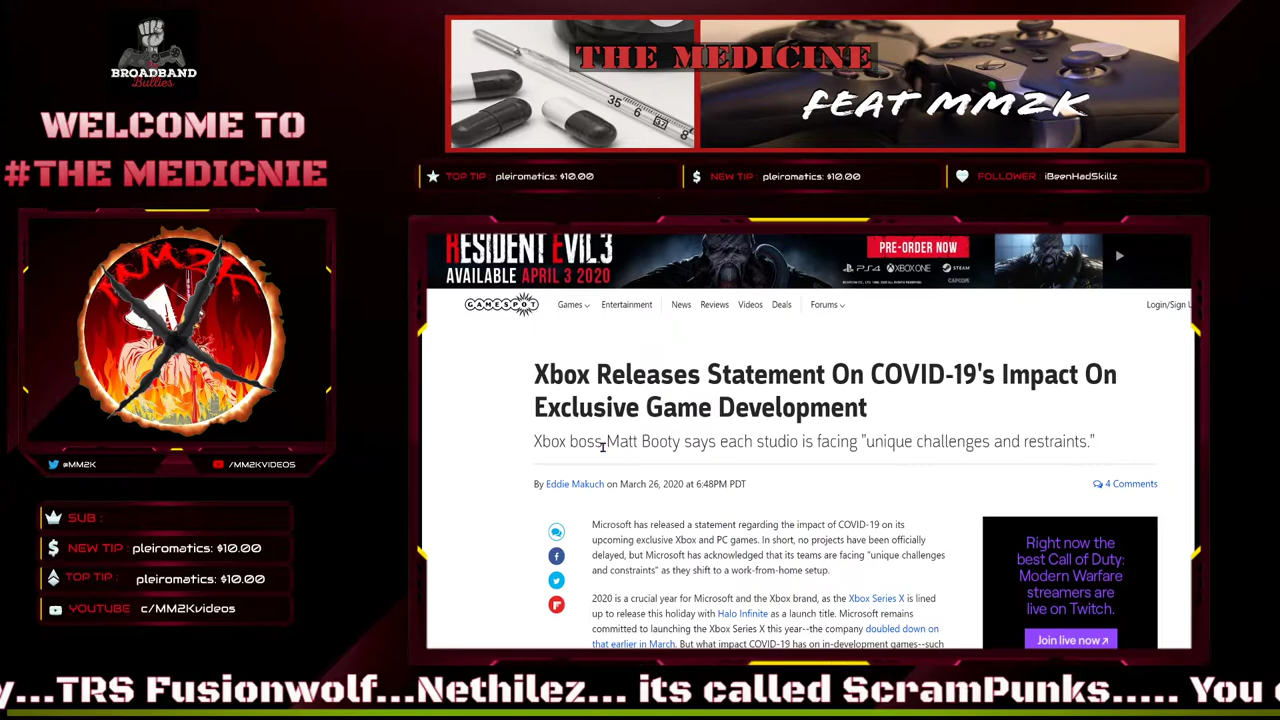 BROADBAND
Bullies
WELCOME TO
#THE MEDICNIE
MM2K
@MM2K
/MM2KVIDEOS
SUB :
NEW TIP : pleiromatics: $10.00
TOP TIP : pleiromatics: $10.00
YOUTUBE c/MM2Kvideos
THE MEDICINE
FEAT MM2K
35 6 37 8
TOP TIP : pleiromatics: $10.00
NEW TIP : pleiromatics: $10.00
FOLLOWER : iBeenHadSkillz
RESIDENT EVIL 3
AVAILABLE APRIL 3 2020
PRE-ORDER NOW
PS4 XBOX ONE STEAM
CAPCOM
GAMESPOT
Games Entertainment News Reviews Videos Deals Forums Login/Sign U
Xbox Releases Statement On COVID-19's Impact On
Exclusive Game Development
Xbox boss Matt Booty says each studio is facing "unique challenges and restraints."
By Eddie Makuch on March 26, 2020 at 6:48PM PDT
4 Comments
Microsoft has released a statement regarding the impact of COVID-19 on its
upcoming exclusive Xbox and PC games. In short, no projects have been officially
delayed, but Microsoft has acknowledged that its teams are facing "unique challenges
and constraints" as they shift to a work-from-home setup.
2020 is a crucial year for Microsoft and the Xbox brand, as the Xbox Series X is lined
up to release this holiday with Halo Infinite as a launch title. Microsoft remains
committed to launching the Xbox Series X this year--the company doubled down on
that earlier in March. But what impact COVID-19 has on in-development games--such
Right now the
best Call of Duty:
Modern Warfare
streamers are
live on Twitch.
Join live now
y...TRS Fusionwolf...Nethilez... its called ScramPunks..... You